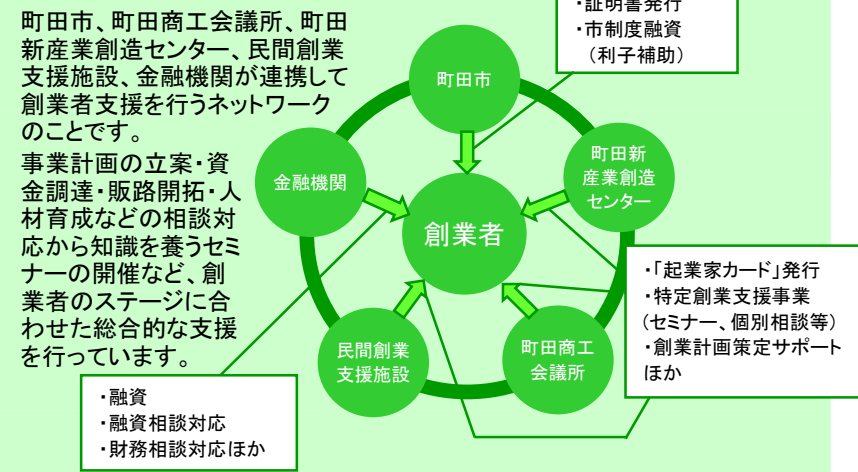 町田市、町田商工会議所、町田
新産業創造センター、民間創業
支援施設、金融機関が連携して
創業者支援を行うネットワーク
のことです。
事業計画の立案・資
金調達・販路開拓・人
材育成などの相談対
応から知識を養うセミ
ナーの開催など、創
業者のステージに合
わせた総合的な支援
を行っています。
・証明書発行
・市制度融資
（利子補助）
町田市
町田新
産業創造
センター
金融機関
創業者
民間創業
支援施設
町田商工
会議所
・「起業家カード」発行
・特定創業支援事業
（セミナー、個別相談等）
・創業計画策定サポート
ほか
・融資
・融資相談対応
・財務相談対応ほか